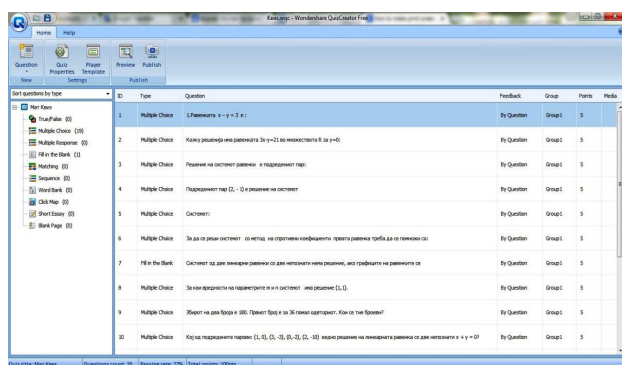 Кews.wqc - Wondershare QuizCreator Free
Home Help
Question
Quiz Properties
Player Template
Preview
Publish
New
Settings
Publish
Sort questions by type
Мат Кews
True/False (0)
Multiple Choice (19)
Multiple Response (0)
Fill in the Blank (1)
Matching (0)
Sequence (0)
Word Bank (0)
Click Map (0)
Short Essay (0)
Blank Page (0)
ID Type Question Feedback Group Points Media
1 Multiple Choice 1.Равенката x - y = 3 е : By Question Group1 5
2 Multiple Choice Колку решенија има равенката 3x-y=21 во множеството R за y=0: By Question Group1 5
3 Multiple Choice Решение на системот равенки е подредениот пар: By Question Group1 5
4 Multiple Choice Подредениот пар (2, - 1) е решение на системот By Question Group1 5
5 Multiple Choice Системот: By Question Group1 5
6 Multiple Choice За да се реши системот со метод на спротивни коефициенти првата равенка треба да се помножи со: By Question Group1 5
7 Fill in the Blank Систeмот од две линеарни равенки со две непознати нема решение, ако графиците на равенките се By Question Group1 5
8 Multiple Choice За кои вредности на параметрите m и n системот има решение (1,1). By Question Group1 5
9 Multiple Choice Збирот на два броја е 180. Првиот број е за 36 помал од вториот. Кои се тие броеви? By Question Group1 5
10 Multiple Choice Кој од подредените парови: (1, 0), (3, -3), (0,-2), (2, -10) е едно решение на линеарната равенка со две непознати x + y = 0? By Question Group1 5
Quiz title: Мат Кews Questions count: 20 Passing rate: 77% Total points: 100pts